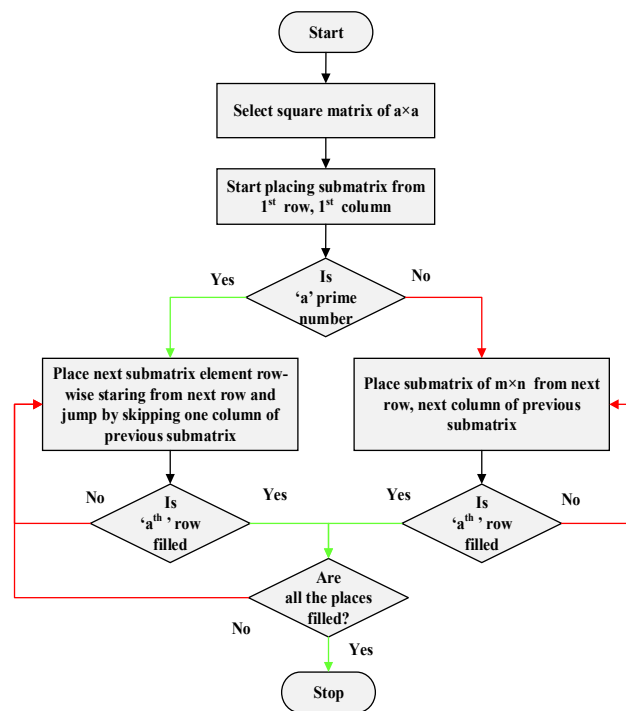 Start
Select square matrix of a×a
Start placing submatrix from
1st row, 1st column
Yes
No
Is
‘a’ prime
number
Place next submatrix element row-
wise staring from next row and
jump by skipping one column of
previous submatrix
Place submatrix of m×n from next
row, next column of previous
submatrix
No
Is
‘ath ’ row
filled
Yes
Yes
Is
‘ath ’ row
filled
No
Are
all the places
filled?
No
Yes
Stop